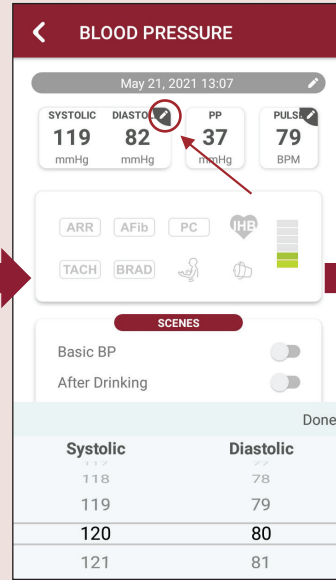 BLOOD PRESSURE
May 21, 2021 13:07
SYSTOLIC DIASTOL PP PULSE
119 82 37 79
mmHg mmHg mmHg BPM
ARR AFib PC IHB
TACH BRAD
SCENES
Basic BP
After Drinking
Done
Systolic Diastolic
118 78
119 79
120 80
121 81